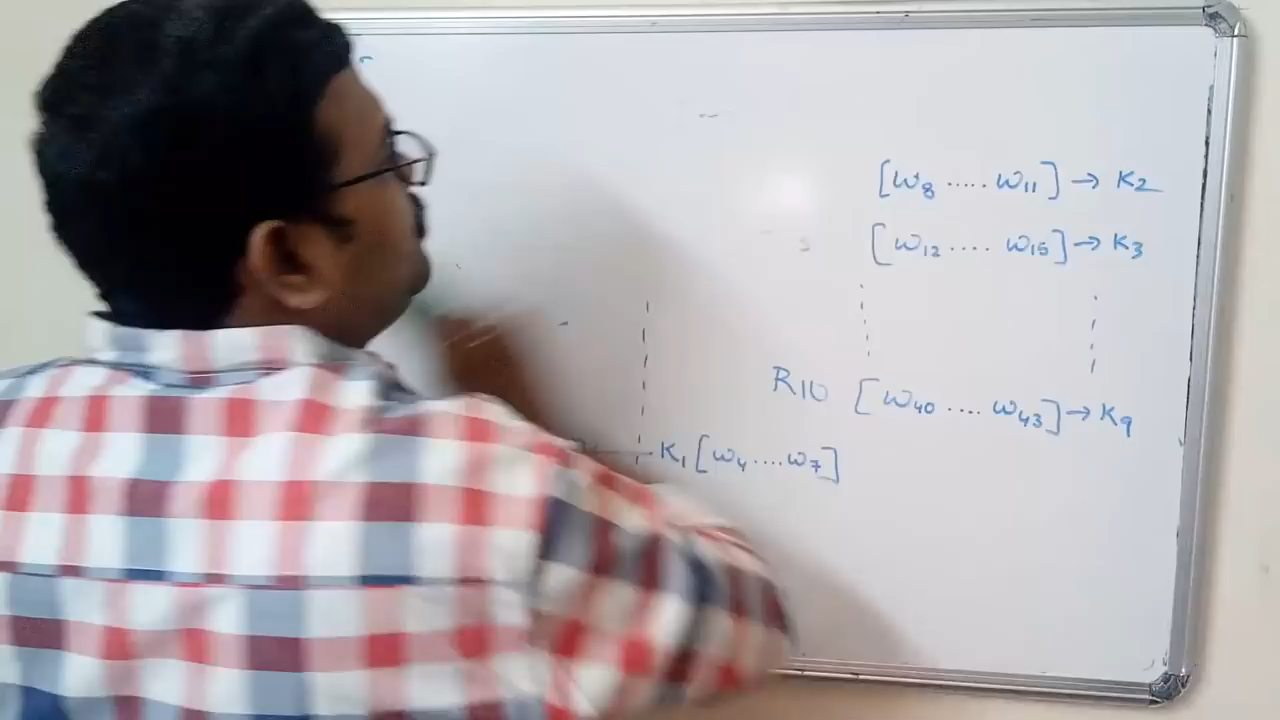 [W8 ..... W11] → K2
[W12 .... W15] → K3
R10 [W40 .... W43] → K9
K1 [W4 .... W7]